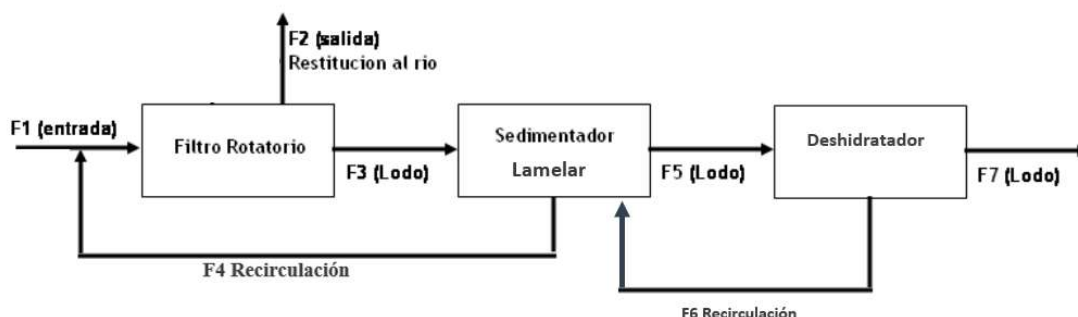 F2 (salida)
Restitucion al rio
F1 (entrada)
Filtro Rotatorio
F3 (Lodo)
Sedimentador
Lamelar
F5 (Lodo)
Deshidratador
F7 (Lodo)
F4 Recirculación
F6 Recirculación